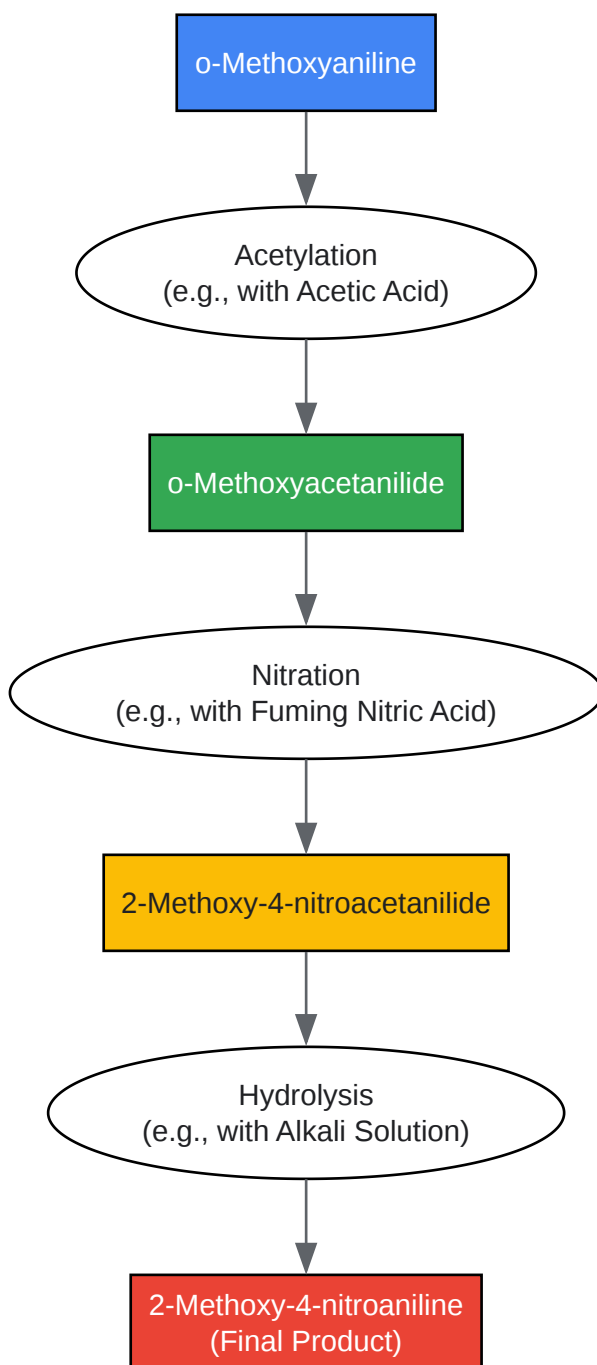 o-Methoxyaniline
Acetylation
(e.g., with Acetic Acid)
o-Methoxyacetanilide
Nitration
(e.g., with Fuming Nitric Acid)
2-Methoxy-4-nitroacetanilide
Hydrolysis
(e.g., with Alkali Solution)
2-Methoxy-4-nitroaniline
(Final Product)